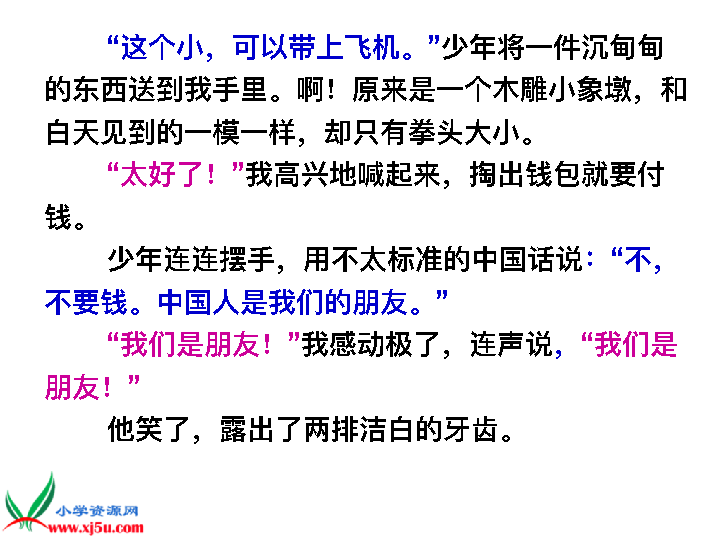 “这个小，可以带上飞机。”少年将一件沉甸甸
的东西送到我手里。啊！原来是一个木雕小象墩，和
白天见到的一模一样，却只有拳头大小。
“太好了！”我高兴地喊起来，掏出钱包就要付
钱。
少年连连摆手，用不太标准的中国话说：“不，
不要钱。中国人是我们的朋友。”
“我们是朋友！”我感动极了，连声说，“我们是
朋友！”
他笑了，露出了两排洁白的牙齿。
小学资源网
www.xj5u.com